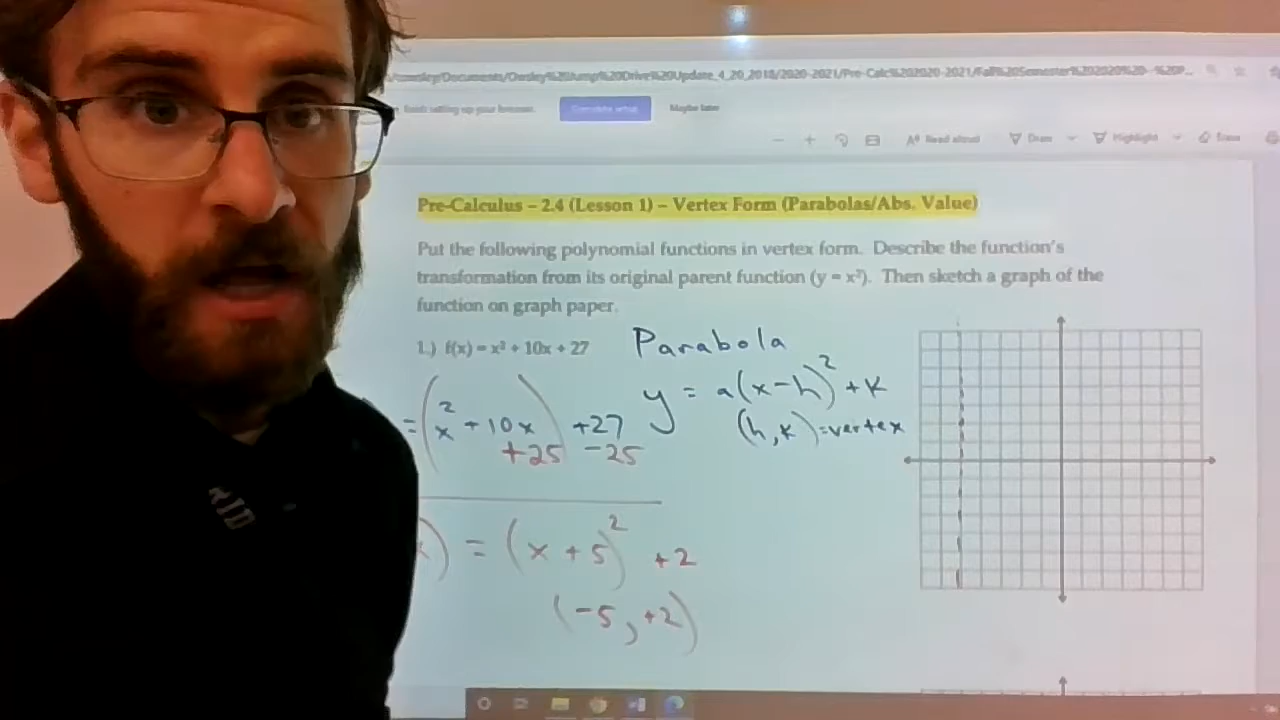 Complete setup
Maybe later
Read aloud
Draw
Highlight
Erase
Pre-Calculus – 2.4 (Lesson 1) – Vertex Form (Parabolas/Abs. Value)
Put the following polynomial functions in vertex form. Describe the function's
transformation from its original parent function (y = x²). Then sketch a graph of the
function on graph paper.
1.) f(x) = x² + 10x + 27
Parabola
y = a(x-h)² + k
(h,k)=vertex
=(x² + 10x) +27
+25 -25
) = (x + 5)² +2
(-5, +2)